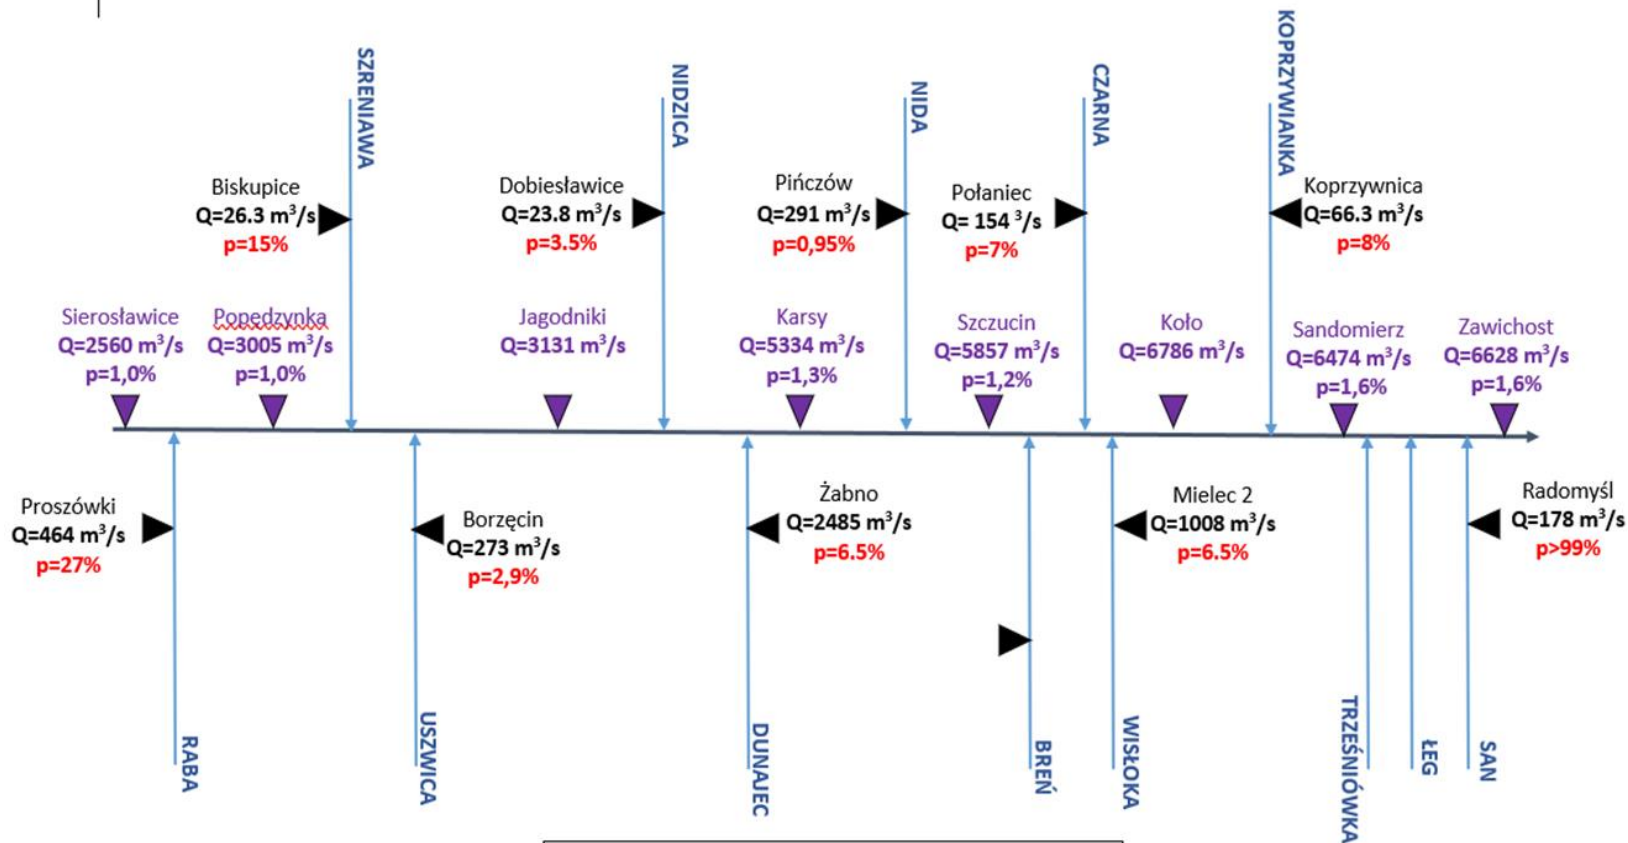 SZRENIAWA
NIDZICA
NIDA
CZARNA
KOPRZYWIANKA
Biskupice
Q=26.3 m³/s
p=15%
Dobiesławice
Q=23.8 m³/s
p=3.5%
Pińczów
Q=291 m³/s
p=0,95%
Połaniec
Q= 154 ³/s
p=7%
Koprzywnica
Q=66.3 m³/s
p=8%
Sierosławice
Q=2560 m³/s
p=1,0%
Popedzynka
Q=3005 m³/s
p=1,0%
Jagodniki
Q=3131 m³/s
Karsy
Q=5334 m³/s
p=1,3%
Szczucin
Q=5857 m³/s
p=1,2%
Koło
Q=6786 m³/s
Sandomierz
Q=6474 m³/s
p=1,6%
Zawichost
Q=6628 m³/s
p=1,6%
Proszówki
Q=464 m³/s
p=27%
Borzęcin
Q=273 m³/s
p=2,9%
Żabno
Q=2485 m³/s
p=6.5%
Mielec 2
Q=1008 m³/s
p=6.5%
Radomyśl
Q=178 m³/s
p>99%
RABA
USZWICA
DUNAJEC
BREŃ
WISŁOKA
TRZEŚNIÓWKA
ŁEG
SAN